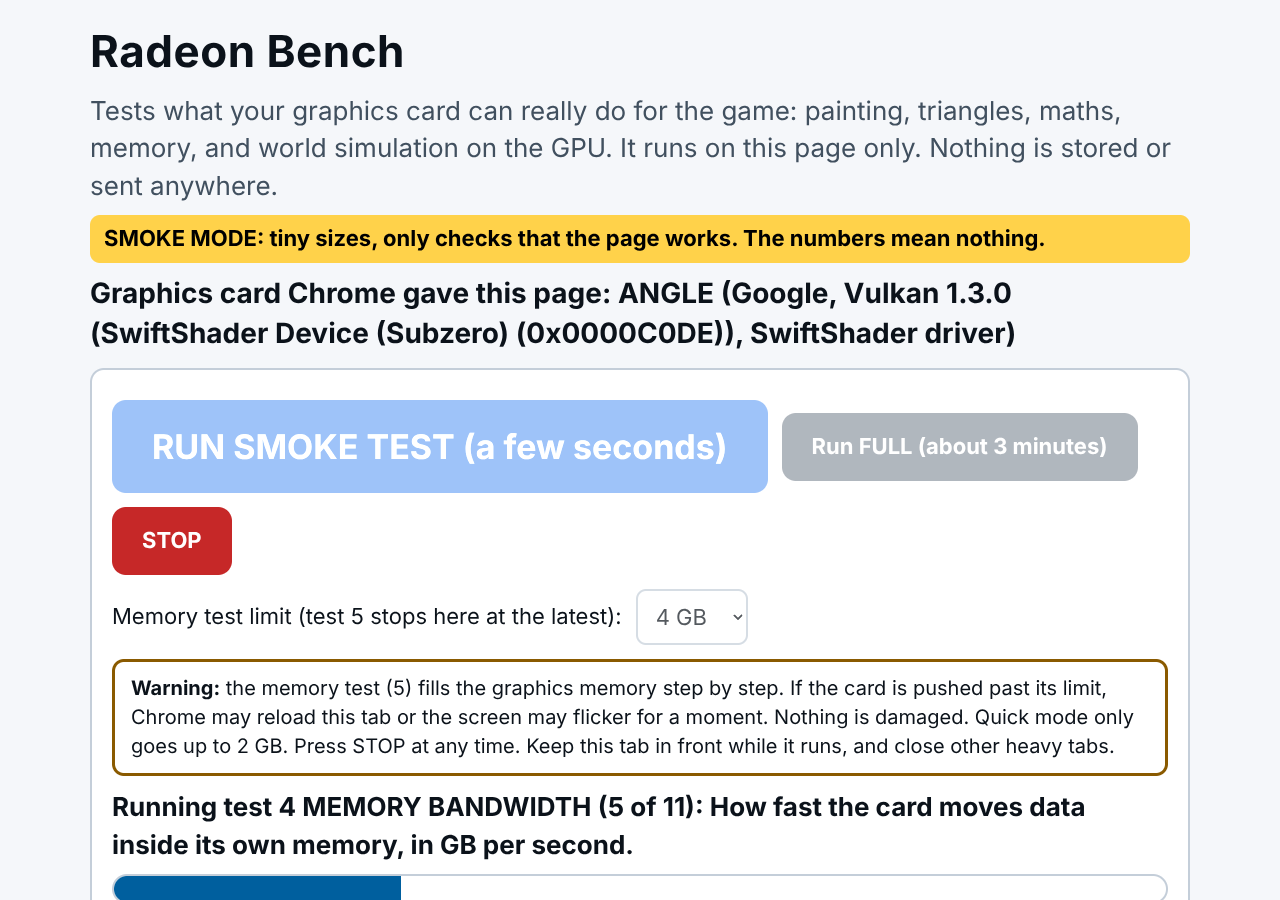 Radeon Bench
Tests what your graphics card can really do for the game: painting, triangles, maths,
memory, and world simulation on the GPU. It runs on this page only. Nothing is stored or
sent anywhere.
SMOKE MODE: tiny sizes, only checks that the page works. The numbers mean nothing.
Graphics card Chrome gave this page: ANGLE (Google, Vulkan 1.3.0
(SwiftShader Device (Subzero) (0x0000C0DE)), SwiftShader driver)
RUN SMOKE TEST (a few seconds)
Run FULL (about 3 minutes)
STOP
Memory test limit (test 5 stops here at the latest):
4 GB
Warning: the memory test (5) fills the graphics memory step by step. If the card is pushed past its limit,
Chrome may reload this tab or the screen may flicker for a moment. Nothing is damaged. Quick mode only
goes up to 2 GB. Press STOP at any time. Keep this tab in front while it runs, and close other heavy tabs.
Running test 4 MEMORY BANDWIDTH (5 of 11): How fast the card moves data
inside its own memory, in GB per second.